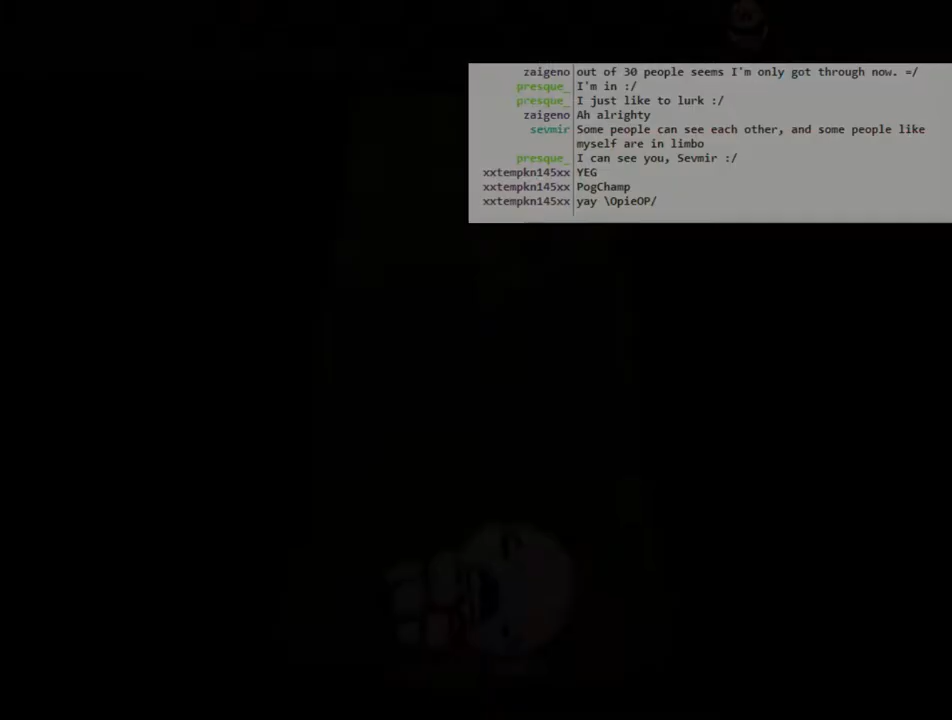 zaigeno out of 30 people seems I'm only got through now. =/
presque_ I'm in :/
presque_ I just like to lurk :/
zaigeno Ah alrighty
sevmir Some people can see each other, and some people like
myself are in limbo
presque_ I can see you, Sevmir :/
xxtempkn145xx YEG
xxtempkn145xx PogChamp
xxtempkn145xx yay \OpieOP/